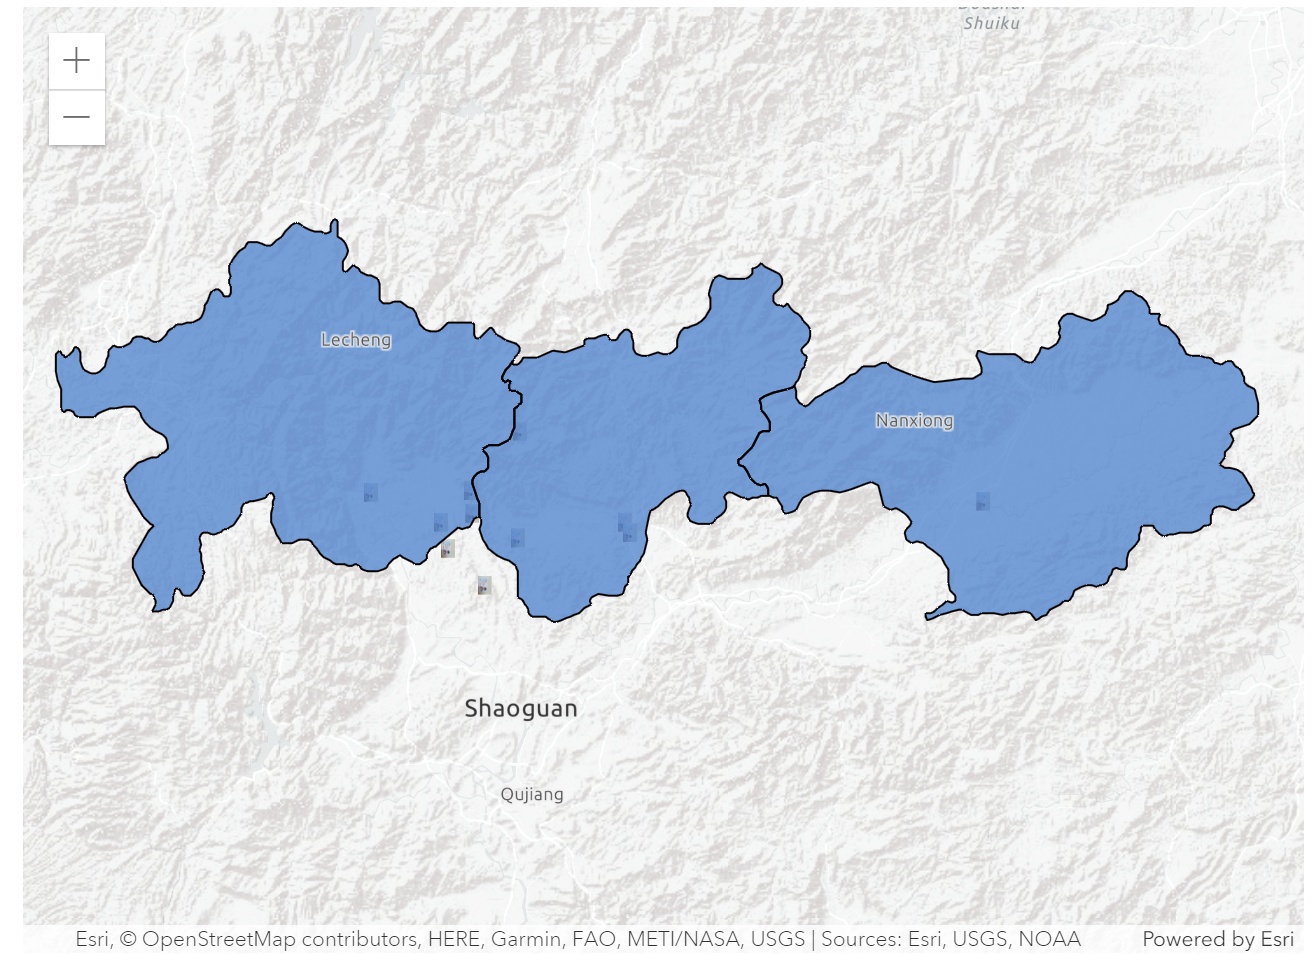 Shuiku
Lecheng
Nanxiong
Shaoguan
Qujiang
Esri, © OpenStreetMap contributors, HERE, Garmin, FAO, METI/NASA, USGS | Sources: Esri, USGS, NOAA
Powered by Esri